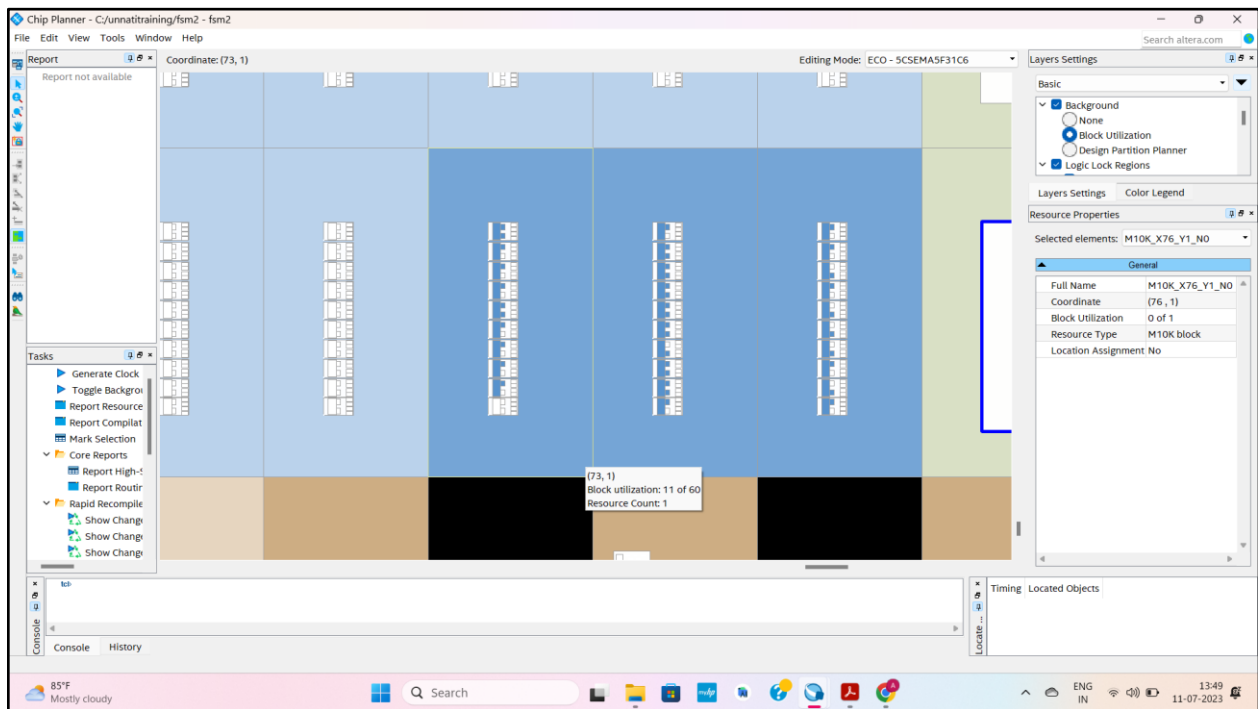 Chip Planner - C:/unnatitraining/fsm2 - fsm2
File Edit View Tools Window Help
Search altera.com
Report
Report not available
Coordinate: (73, 1)
Editing Mode: ECO - 5CSEMA5F31C6
Layers Settings
Basic
Background
None
Block Utilization
Design Partition Planner
Logic Lock Regions
Layers Settings Color Legend
Resource Properties
Selected elements: M10K_X76_Y1_N0
General
Full Name M10K_X76_Y1_N0
Coordinate (76 , 1)
Block Utilization 0 of 1
Resource Type M10K block
Location Assignment No
(73, 1)
Block utilization: 11 of 60
Resource Count: 1
Tasks
Generate Clock
Toggle Backgrou
Report Resource
Report Compilat
Mark Selection
Core Reports
Report High-S
Report Routin
Rapid Recompile
Show Change
Show Change
Show Change
Console
tcl>
Console History
Locate ...
Timing Located Objects
85°F
Mostly cloudy
Search
ENG
IN
13:49
11-07-2023